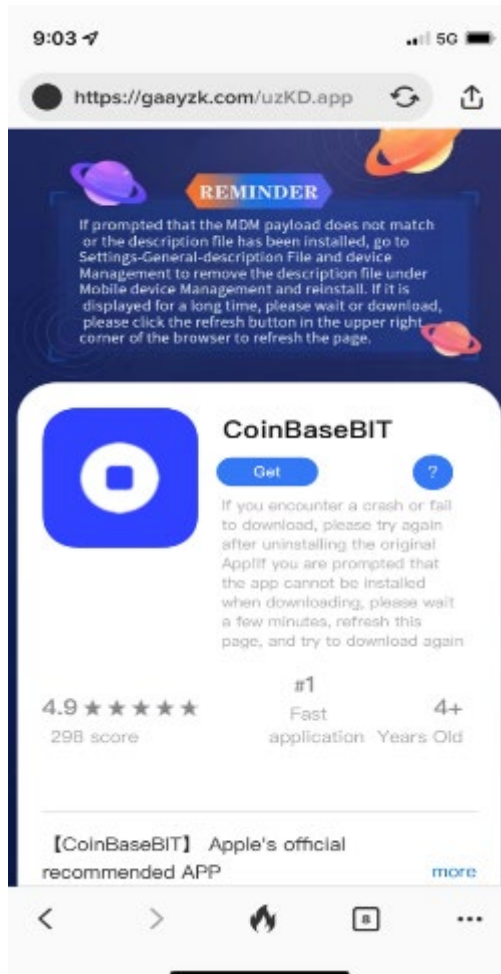 9:03
5G
https://gaayzk.com/uzKD.app
REMINDER
If prompted that the MDM payload does not match
or the description file has been installed, go to
Settings-General-description File and device
Management to remove the description file under
Mobile device Management and reinstall. If it is
displayed for a long time, please wait or download,
please click the refresh button in the upper right
corner of the browser to refresh the page.
CoinBaseBIT
Get
?
If you encounter a crash or fail
to download, please try again
after uninstalling the original
AppIIf you are prompted that
the app cannot be installed
when downloading, please wait
a few minutes, refresh this
page, and try to download again
4.9 ★★★★★
298 score
#1
Fast
application
4+
Years Old
【CoinBaseBIT】 Apple's official
recommended APP
more
8